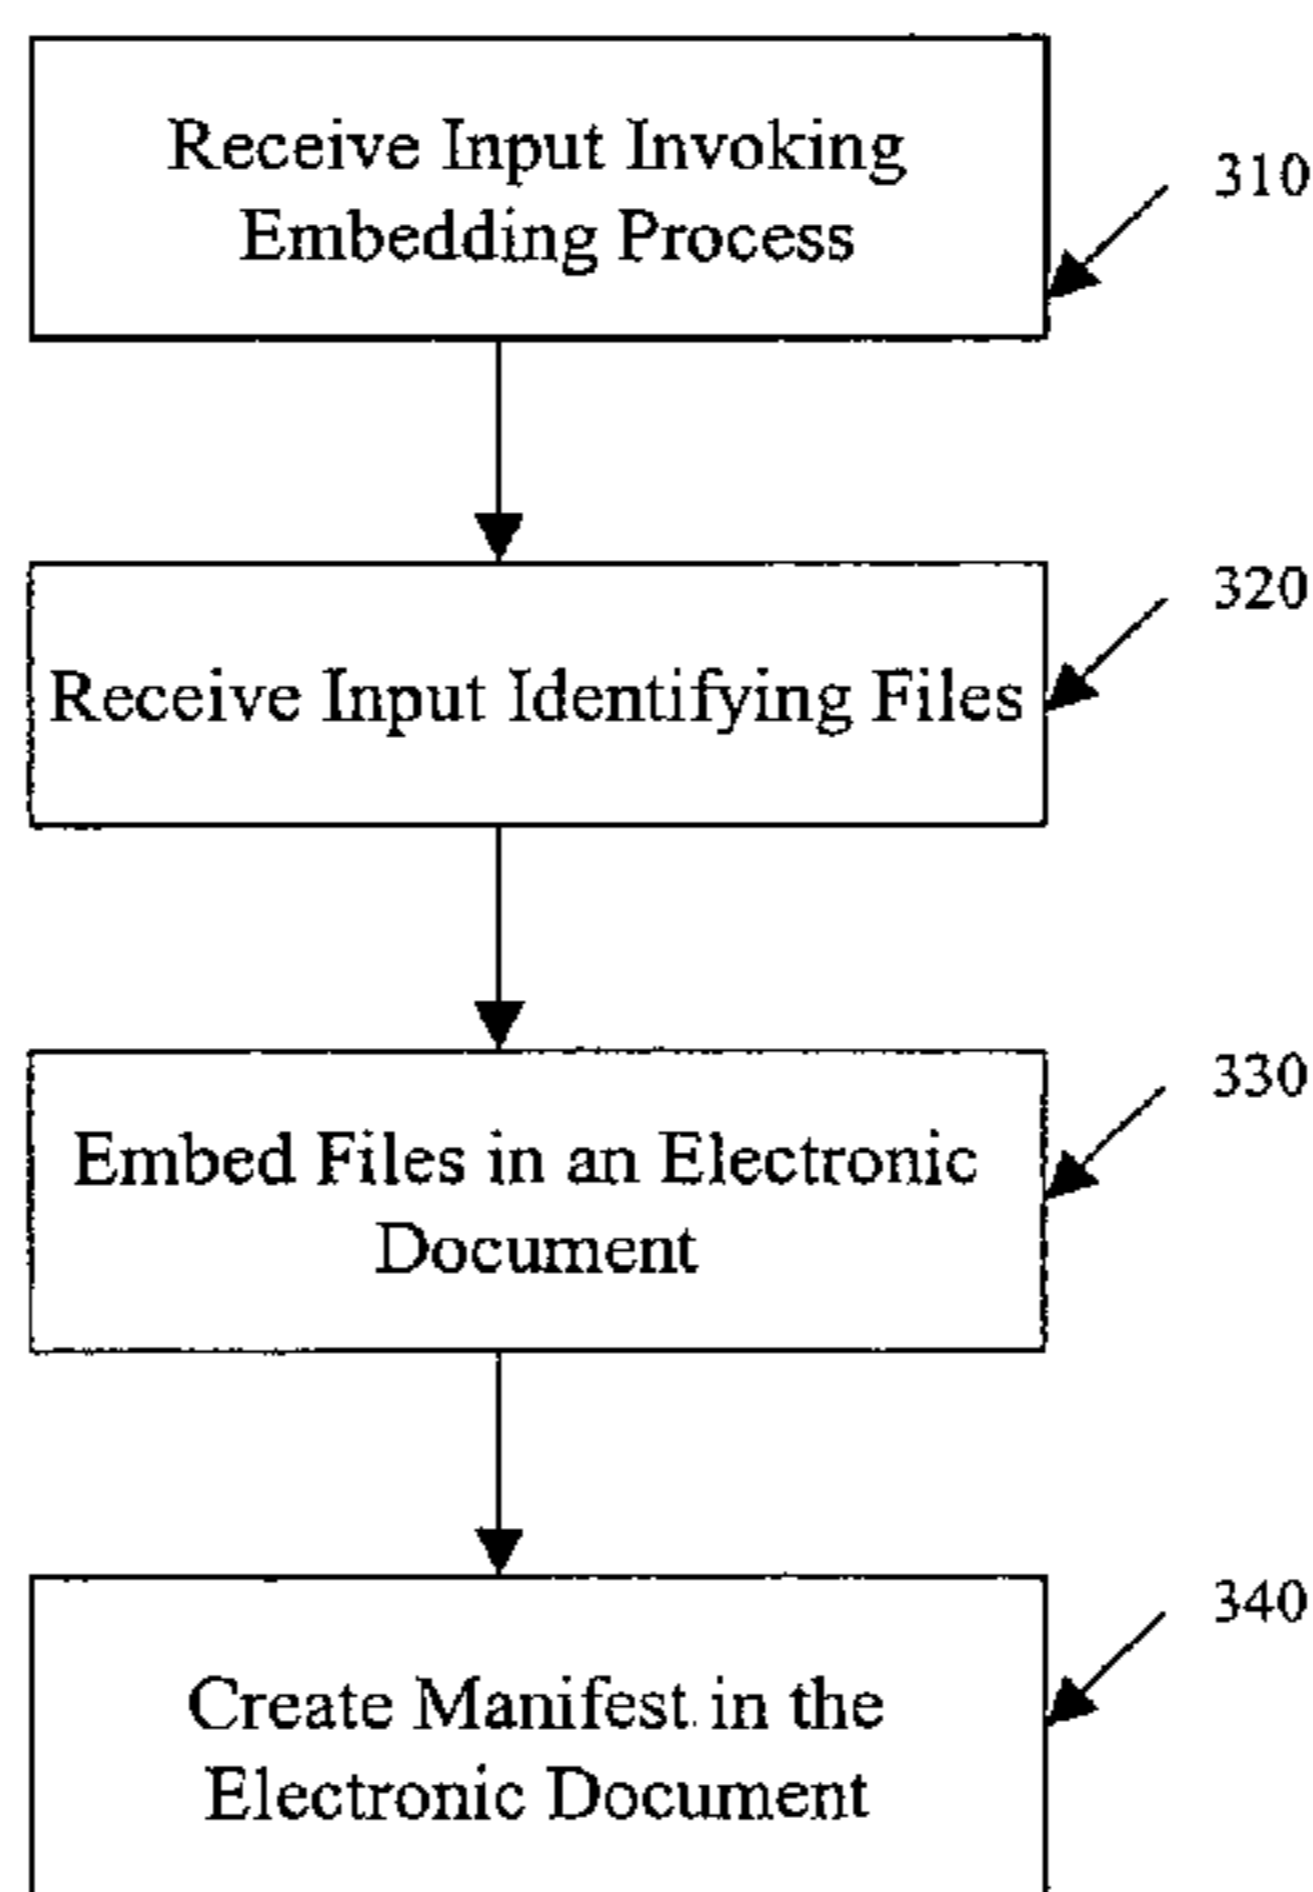 Receive Input Invoking
Embedding Process
310
Receive Input Identifying Files
320
Embed Files in an Electronic
Document
330
Create Manifest in the
Electronic Document
340